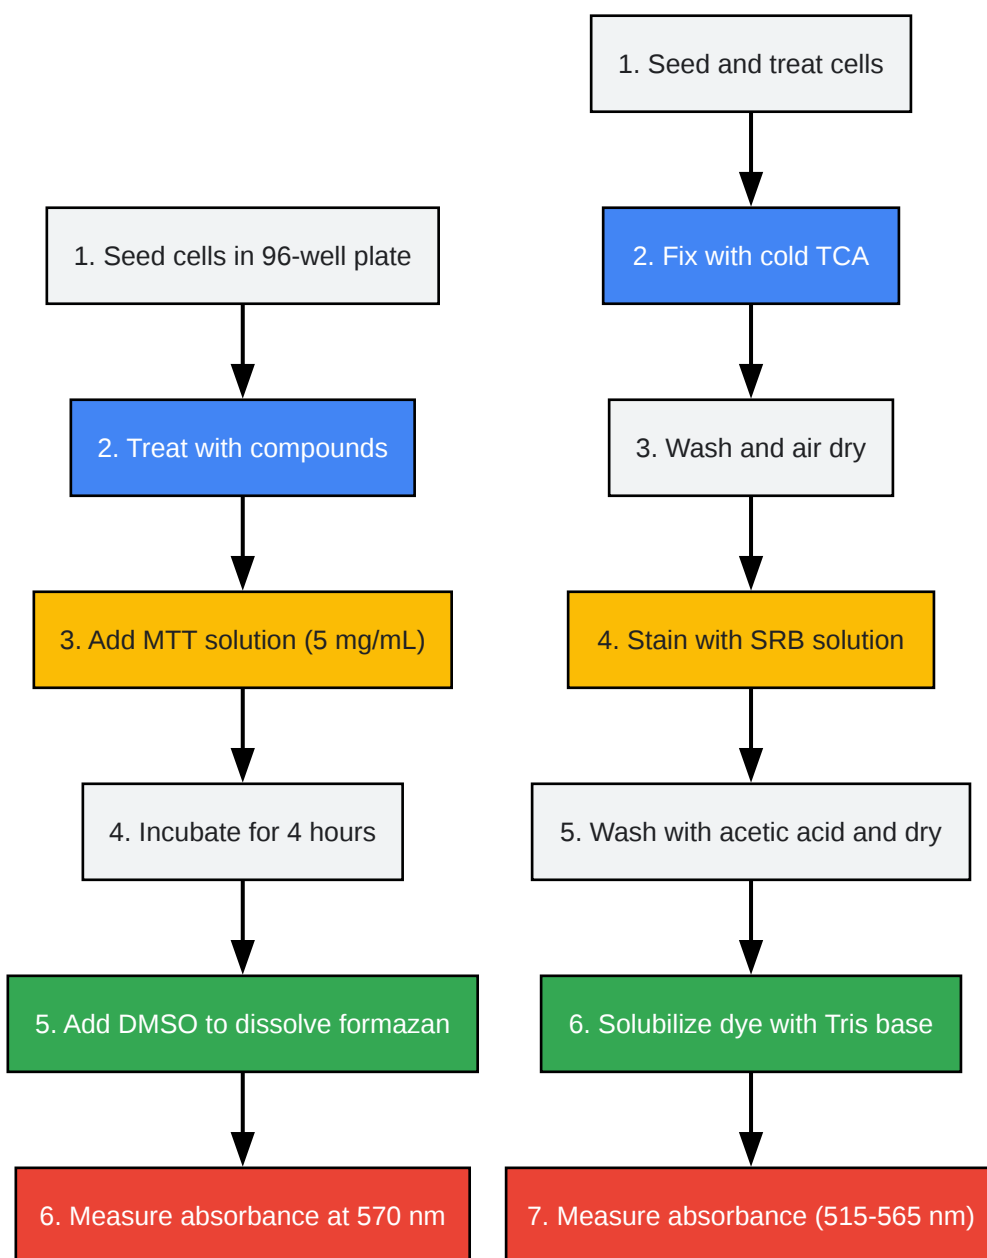 1. Seed cells in 96-well plate
2. Treat with compounds
3. Add MTT solution (5 mg/mL)
4. Incubate for 4 hours
5. Add DMSO to dissolve formazan
6. Measure absorbance at 570 nm
1. Seed and treat cells
2. Fix with cold TCA
3. Wash and air dry
4. Stain with SRB solution
5. Wash with acetic acid and dry
6. Solubilize dye with Tris base
7. Measure absorbance (515-565 nm)